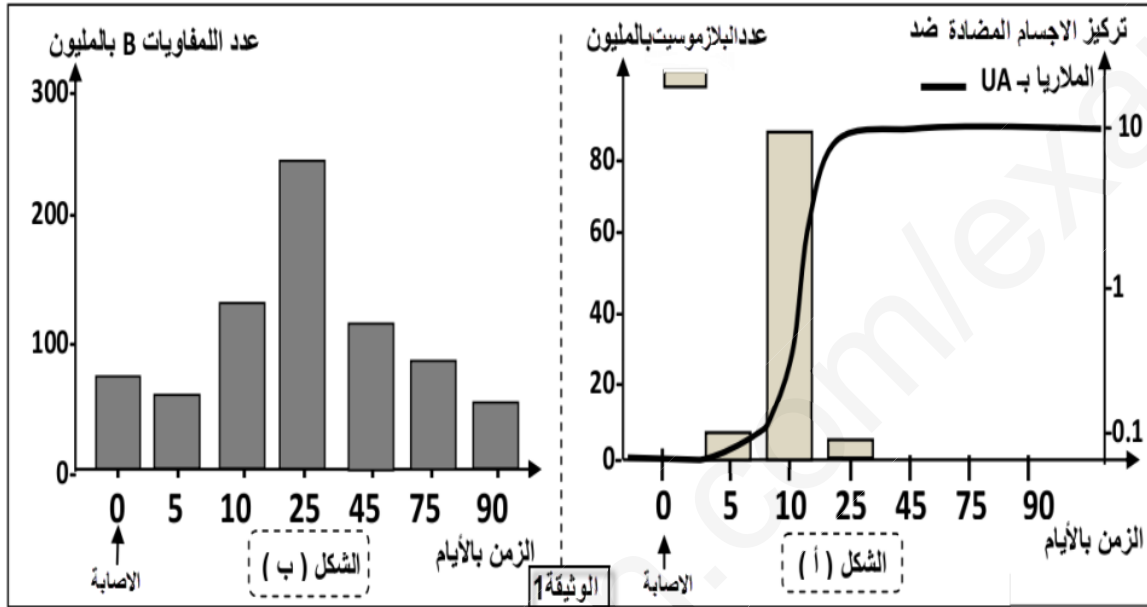 تركيز الاجسام المضادة ضد
الملاريا بـ UA
عددالبلازموسيت بالمليون
80
60
40
20
0
10
1
0.1
0 5 10 25 45 75 90
الزمن بالأيام
الاصابة
الشكل ( أ )
عدد اللمفاويات B بالمليون
300
200
100
0
0 5 10 25 45 75 90
الزمن بالأيام
الاصابة
الشكل ( ب )
الوثيقة1